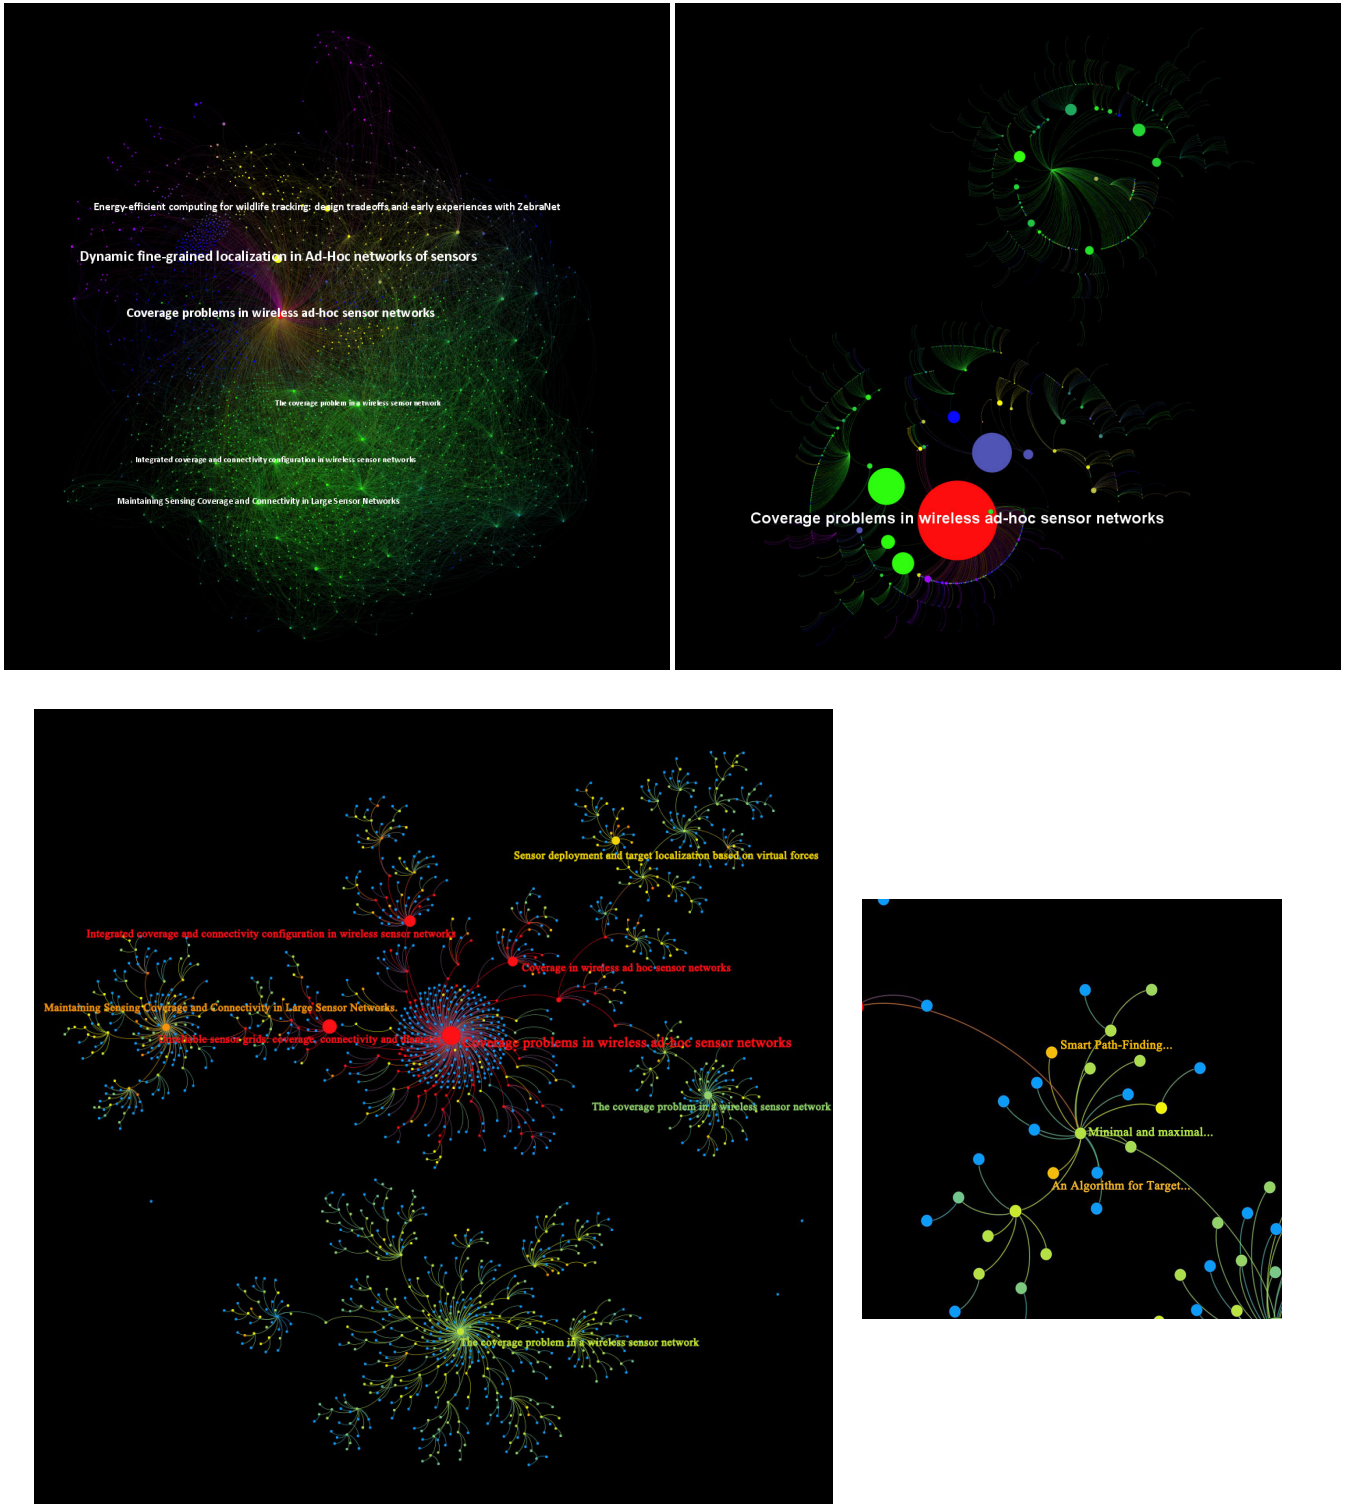 Energy-efficient computing for wildlife tracking: design tradeoffs and early experiences with ZebraNet
Dynamic fine-grained localization in Ad-Hoc networks of sensors
Coverage problems in wireless ad-hoc sensor networks
The coverage problem in a wireless sensor network
Integrated coverage and connectivity configuration in wireless sensor networks
Maintaining Sensing Coverage and Connectivity in Large Sensor Networks
Coverage problems in wireless ad-hoc sensor networks
Sensor deployment and target localization based on virtual forces
Integrated coverage and connectivity configuration in wireless sensor networks
Coverage in wireless ad hoc sensor networks
Maintaining Sensing Coverage and Connectivity in Large Sensor Networks.
sensor grids: coverage, connectivity and
Coverage problems in wireless ad-hoc sensor networks
The coverage problem in a wireless sensor network
The coverage problem in a wireless sensor network
Smart Path-Finding...
Minimal and maximal...
An Algorithm for Target...